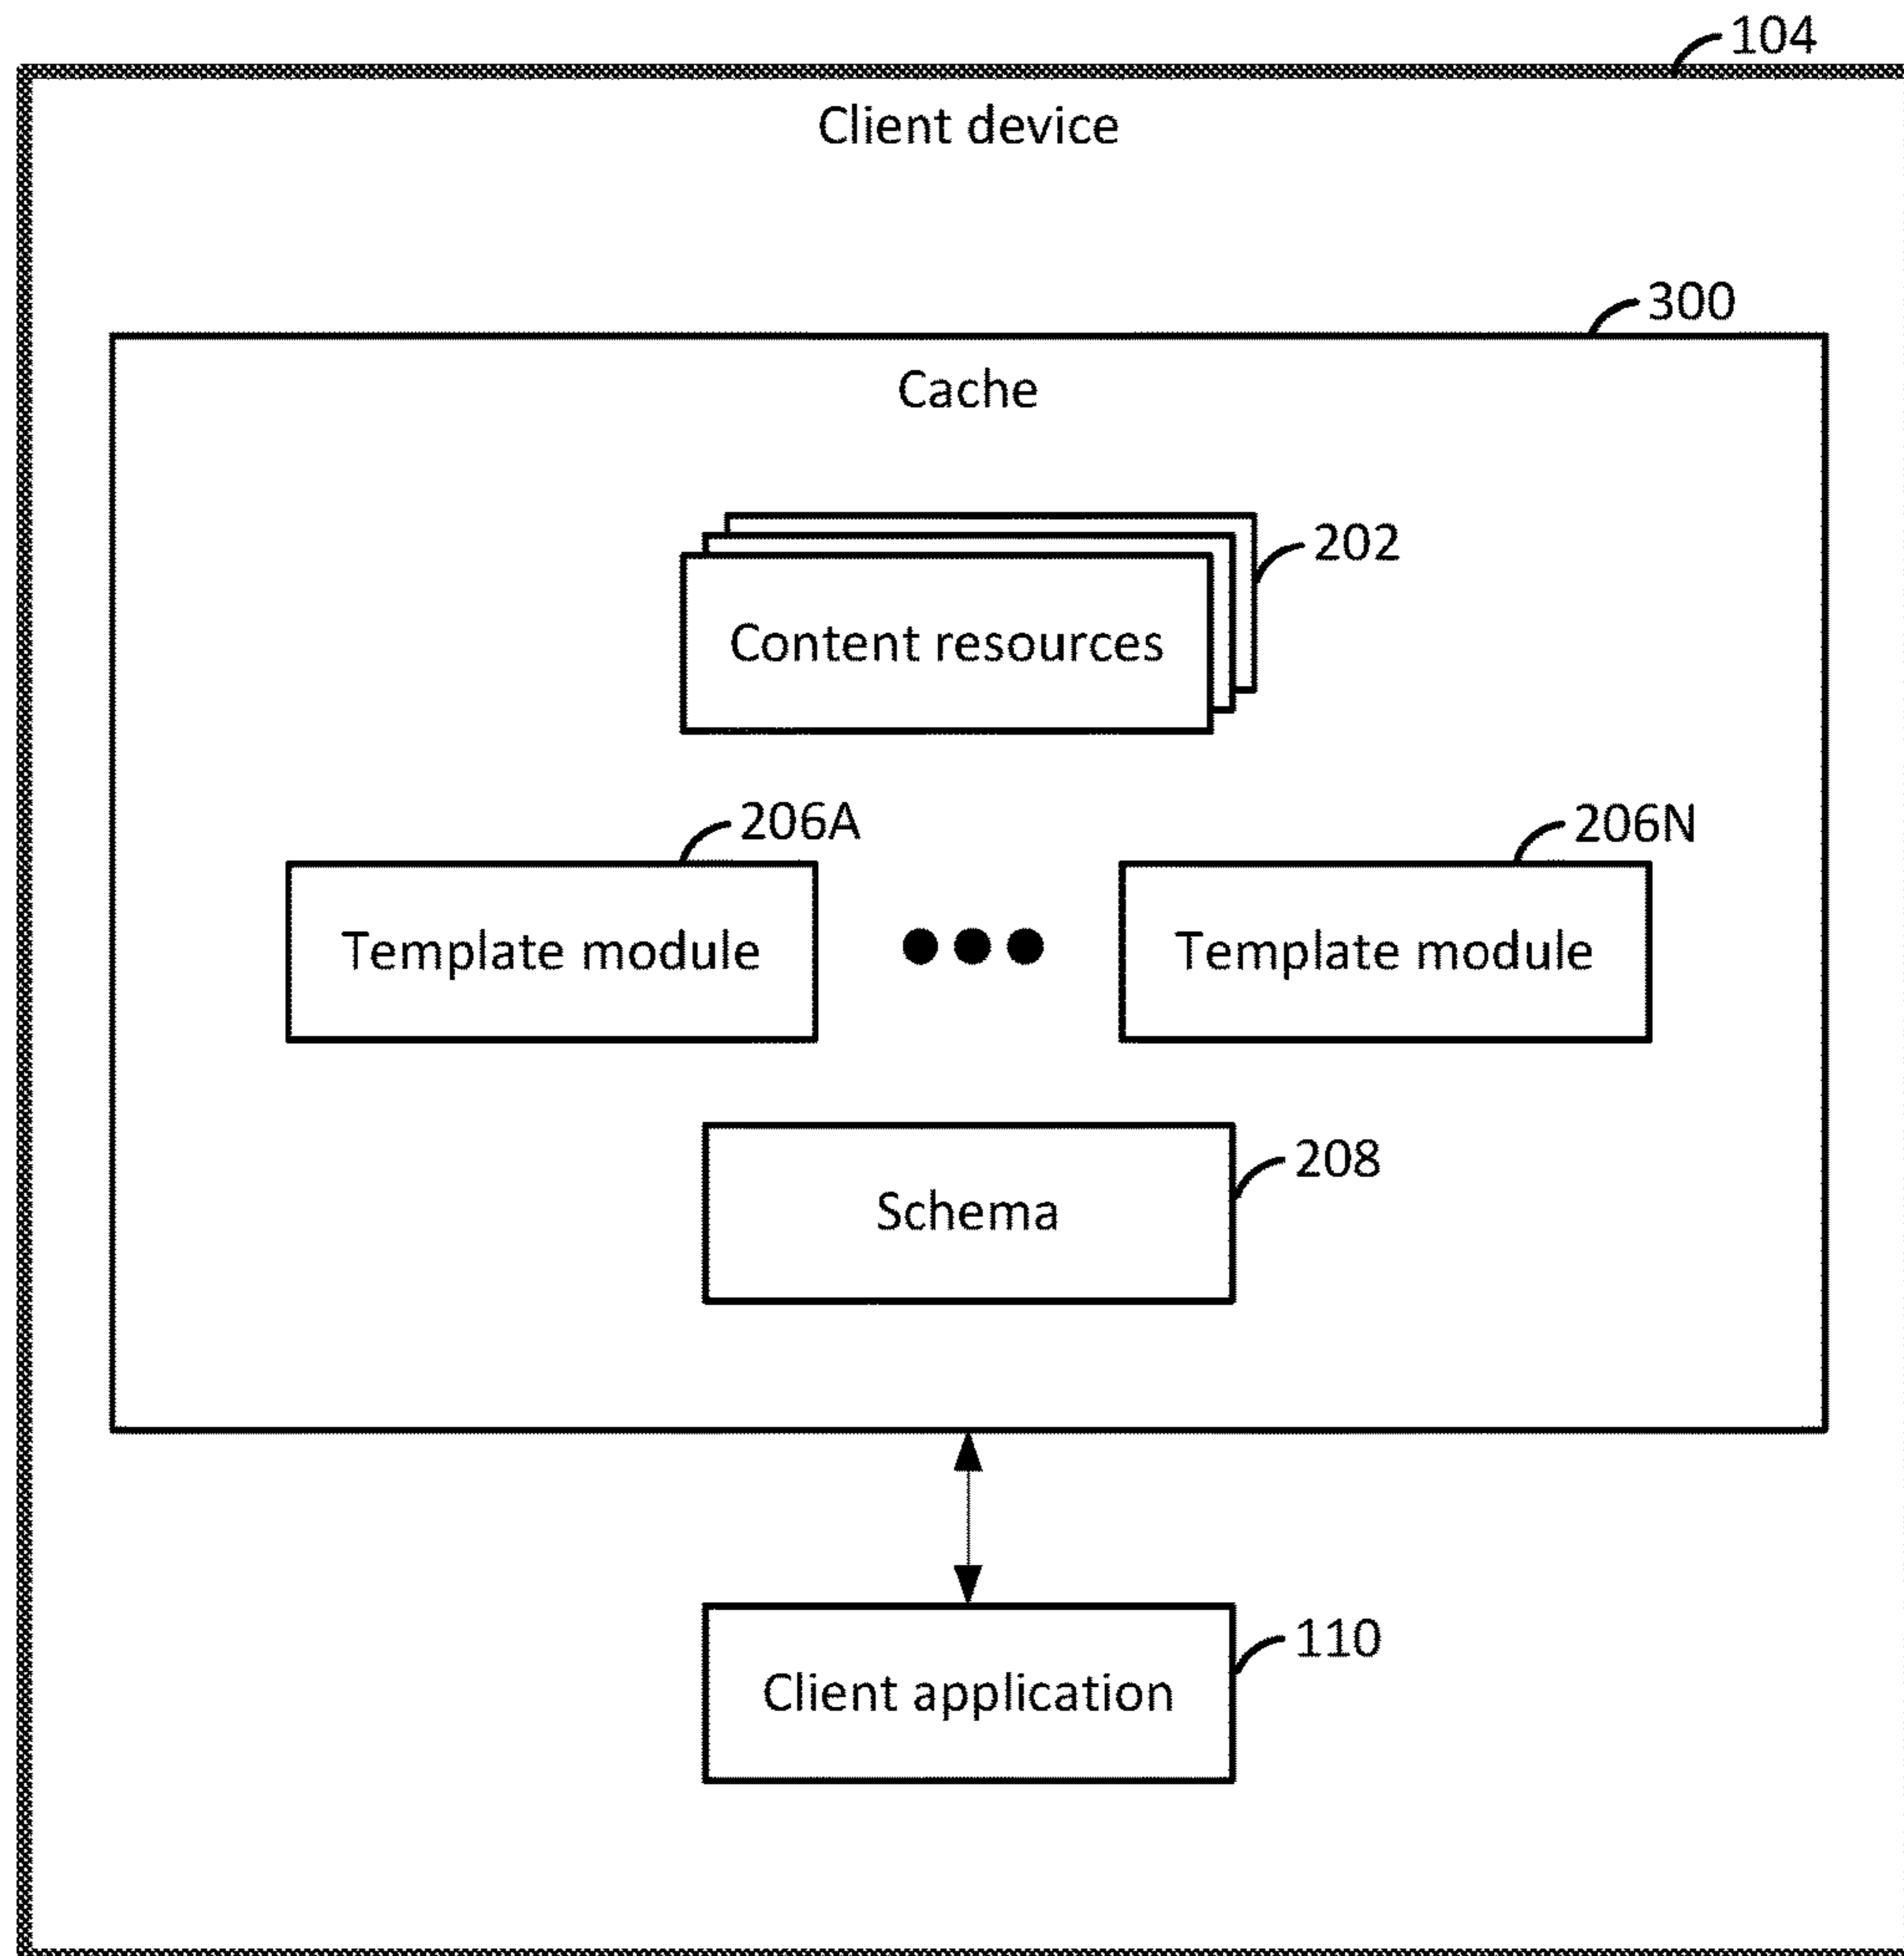 104
Client device
300
Cache
202
Content resources
206A
206N
Template module
Template module
208
Schema
110
Client application